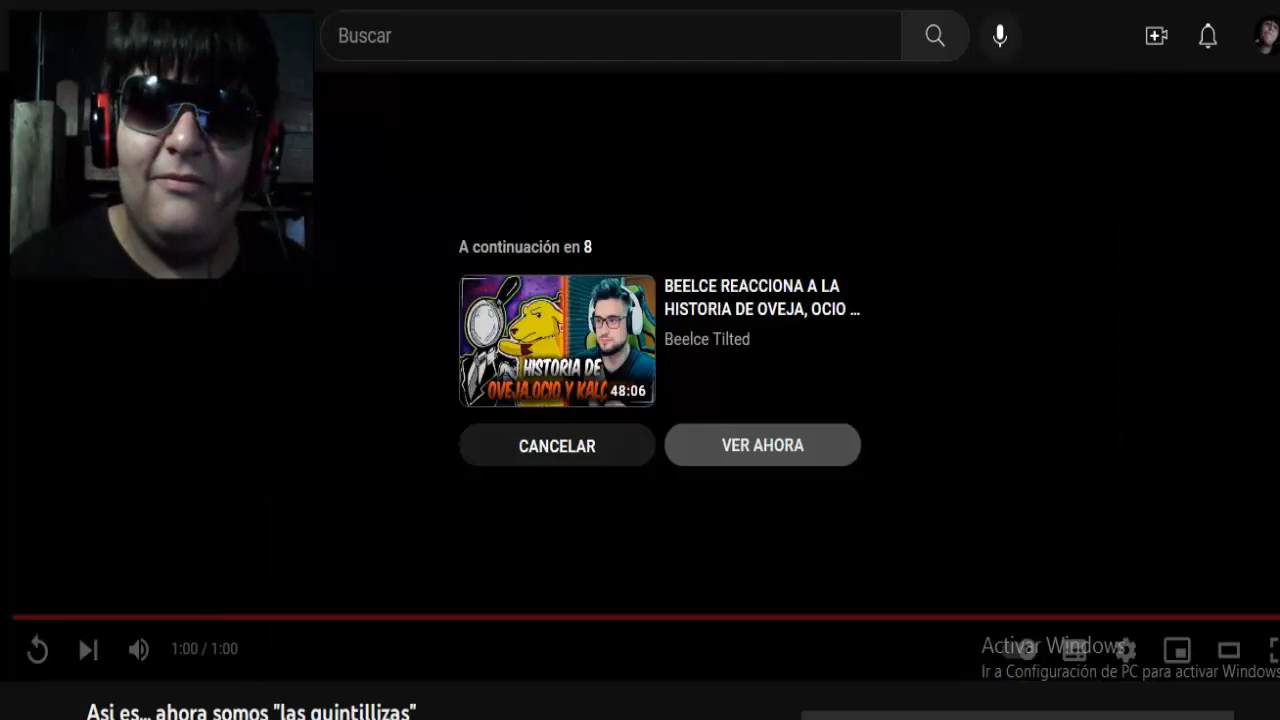 Buscar
A continuación en 8
BEELCE REACCIONA A LA
HISTORIA DE OVEJA, OCIO ...
Beelce Tilted
HISTORIA DE
OVEJA, OCIO Y KALC
48:06
CANCELAR
VER AHORA
1:00 / 1:00
Activar Windows
Ir a Configuración de PC para activar Windows
Asi es... ahora somos "las quintillizas"